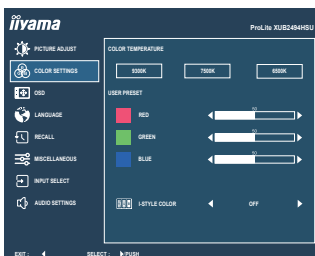 iiyama
ProLite XUB2494HSU
PICTURE ADJUST
COLOR SETTINGS
OSD
LANGUAGE
RECALL
MISCELLANEOUS
INPUT SELECT
AUDIO SETTINGS
COLOR TEMPERATURE
9300K 7500K 6500K
USER PRESET
RED 50
GREEN 50
BLUE 50
I-STYLE COLOR OFF
EXIT : SELECT : /PUSH